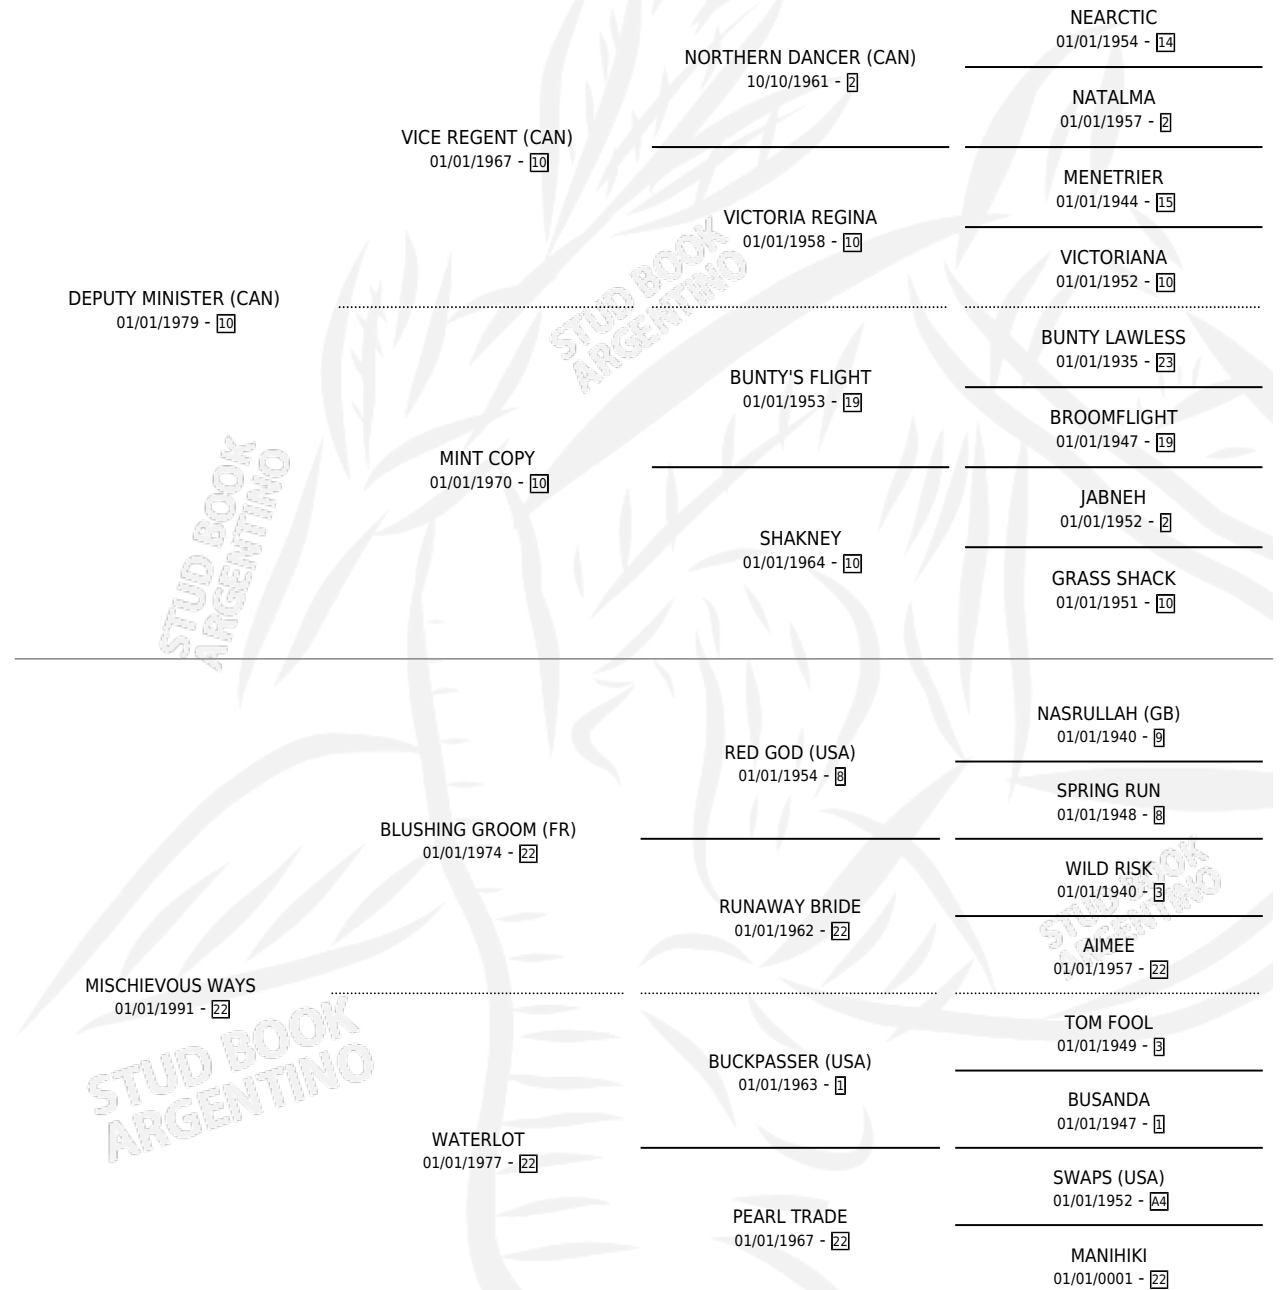 NEARCTIC
01/01/1954 - 14
NORTHERN DANCER (CAN)
10/10/1961 - 2
NATALMA
01/01/1957 - 2
VICE REGENT (CAN)
01/01/1967 - 10
MENETRIER
01/01/1944 - 15
VICTORIA REGINA
01/01/1958 - 10
VICTORIANA
01/01/1952 - 10
DEPUTY MINISTER (CAN)
01/01/1979 - 10
BUNTY LAWLESS
01/01/1935 - 23
BUNTY'S FLIGHT
01/01/1953 - 19
BROOMFLIGHT
01/01/1947 - 19
MINT COPY
01/01/1970 - 10
JABNEH
01/01/1952 - 2
SHAKNEY
01/01/1964 - 10
GRASS SHACK
01/01/1951 - 10
STUD BOOK
ARGENTINO
STUD BOOK
ARGENTINO
NASRULLAH (GB)
01/01/1940 - 9
RED GOD (USA)
01/01/1954 - 8
SPRING RUN
01/01/1948 - 8
BLUSHING GROOM (FR)
01/01/1974 - 22
WILD RISK
01/01/1940 - 3
RUNAWAY BRIDE
01/01/1962 - 22
AIMEE
01/01/1957 - 22
STUD BOOK
ARGENTINO
MISCHIEVOUS WAYS
01/01/1991 - 22
TOM FOOL
01/01/1949 - 3
BUCKPASSER (USA)
01/01/1963 - 1
BUSANDA
01/01/1947 - 1
STUD BOOK
ARGENTINO
WATERLOT
01/01/1977 - 22
SWAPS (USA)
01/01/1952 - A4
PEARL TRADE
01/01/1967 - 22
MANIHIKI
01/01/0001 - 22